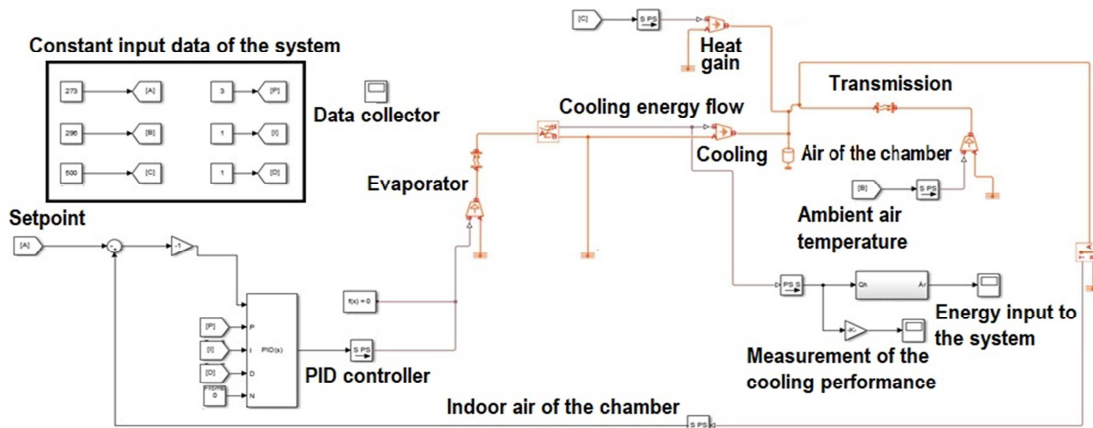 [C]
S PS
Heat
gain
Constant input data of the system
273
[A]
3
[P]
296
[B]
1
[I]
500
[C]
1
[D]
Data collector
Cooling energy flow
Transmission
Cooling
Air of the chamber
Evaporator
[B]
S PS
Ambient air
temperature
Setpoint
[A]
-1
f(x) = 0
[P]
P
[I]
I
PID(s)
[D]
D
0
N
S PS
PID controller
PS S
Qh
Ar
Energy input to
the system
Measurement of the
cooling performance
Indoor air of the chamber
S PS